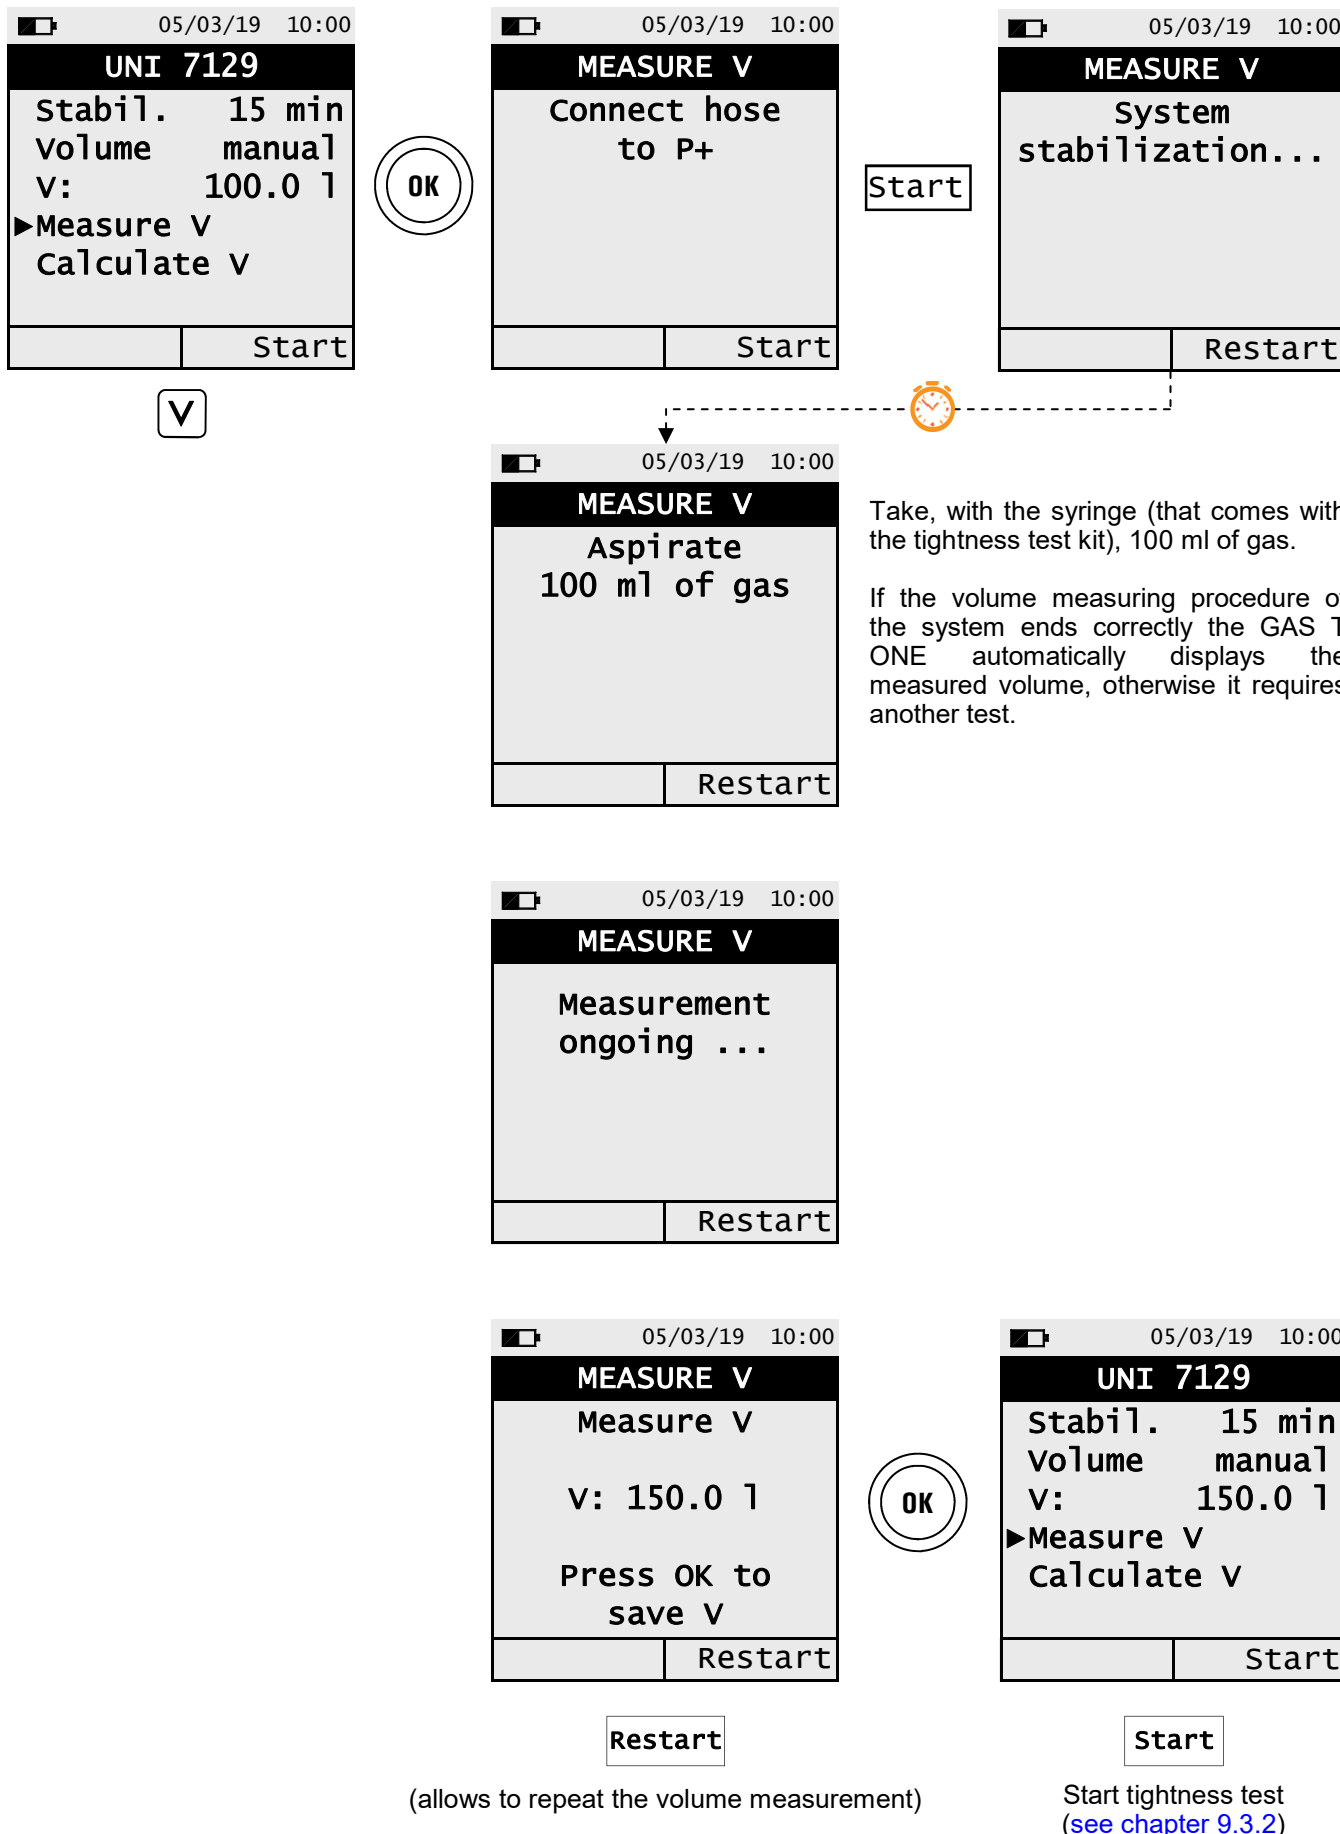 05/03/19 10:00
UNI 7129
Stabil. 15 min
Volume manual
V: 100.0 l
►Measure V
Calculate V
Start
V
OK
05/03/19 10:00
MEASURE V
Connect hose
to P+
Start
Start
05/03/19 10:00
MEASURE V
System
stabilization...
Restart
05/03/19 10:00
MEASURE V
Aspirate
100 ml of gas
Restart
Take, with the syringe (that comes with
the tightness test kit), 100 ml of gas.
If the volume measuring procedure of
the system ends correctly the GAS T
ONE automatically displays the
measured volume, otherwise it requires
another test.
05/03/19 10:00
MEASURE V
Measurement
ongoing ...
Restart
05/03/19 10:00
MEASURE V
Measure V
V: 150.0 l
Press OK to
save V
Restart
OK
05/03/19 10:00
UNI 7129
Stabil. 15 min
Volume manual
V: 150.0 l
►Measure V
Calculate V
Start
Restart
(allows to repeat the volume measurement)
Start
Start tightness test
(see chapter 9.3.2)